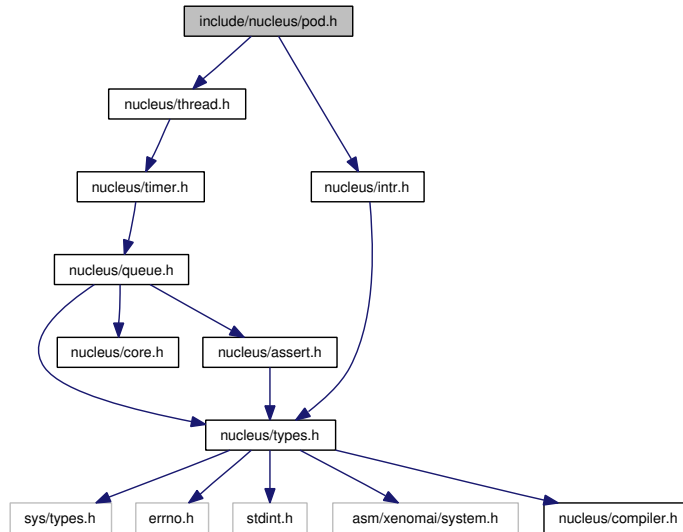 include/nucleus/pod.h
nucleus/thread.h
nucleus/timer.h
nucleus/intr.h
nucleus/queue.h
nucleus/core.h
nucleus/assert.h
nucleus/types.h
sys/types.h
errno.h
stdint.h
asm/xenomai/system.h
nucleus/compiler.h